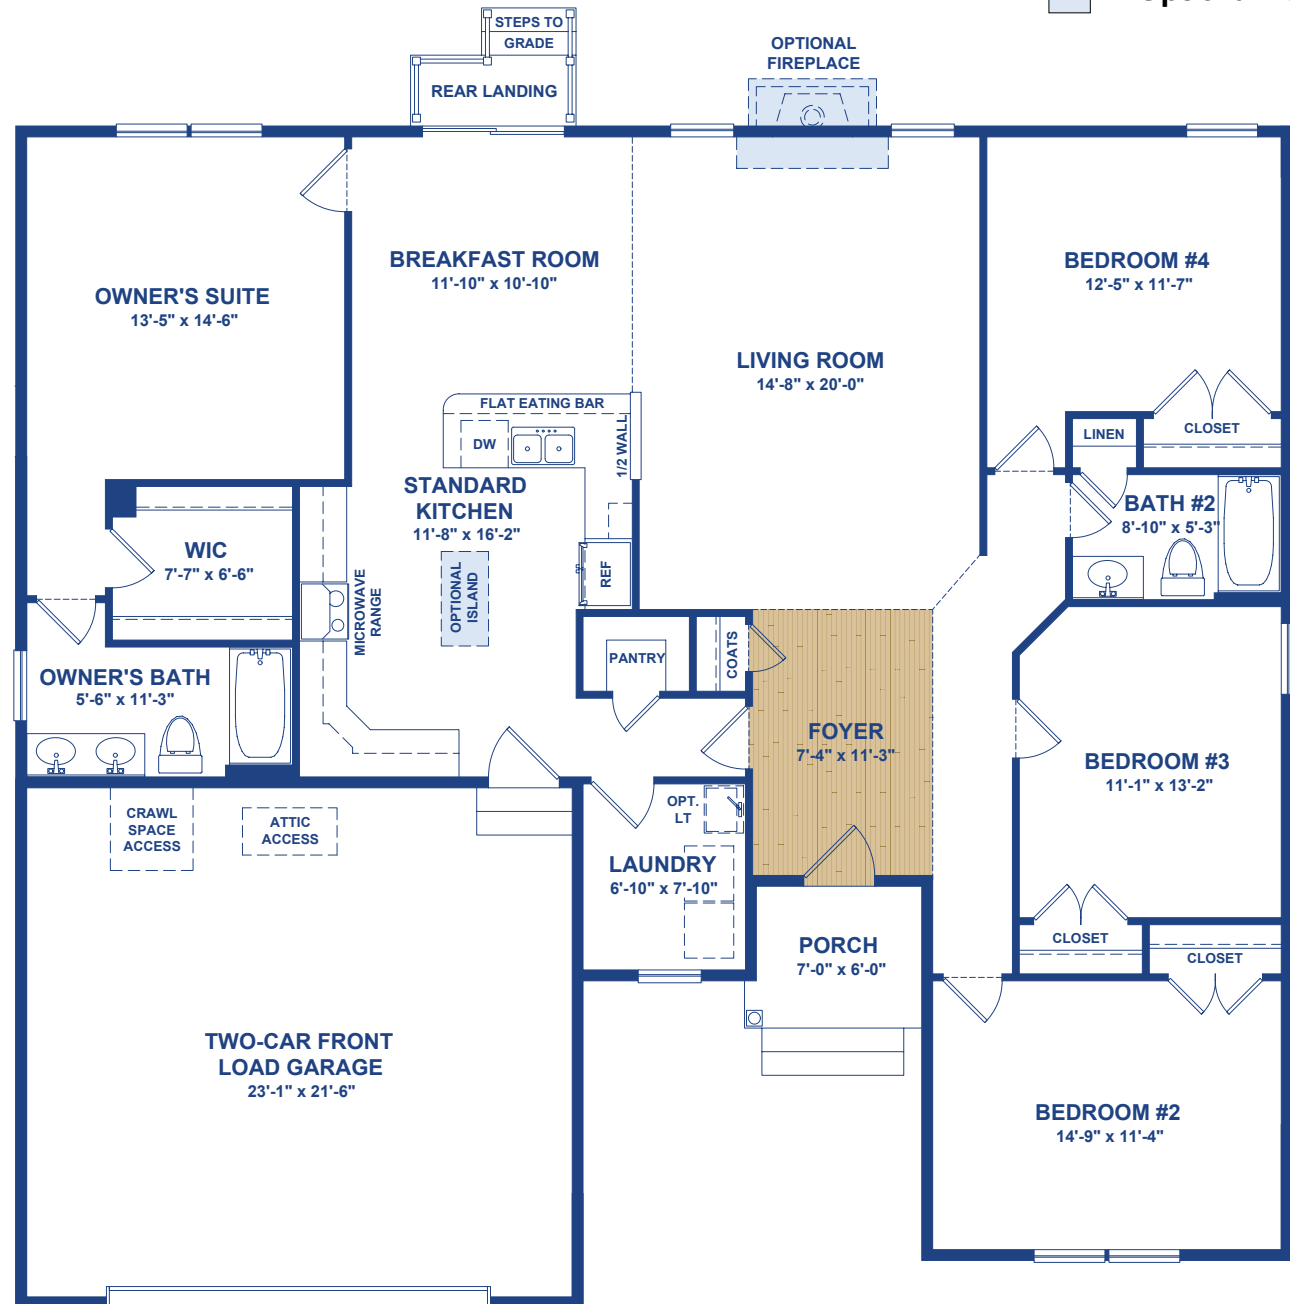 STEPS TO
GRADE
REAR LANDING
OPTIONAL
FIREPLACE
BREAKFAST ROOM
11'-10" x 10'-10"
OWNER'S SUITE
13'-5" x 14'-6"
LIVING ROOM
14'-8" x 20'-0"
BEDROOM #4
12'-5" x 11'-7"
FLAT EATING BAR
DW
1/2 WALL
LINEN
CLOSET
STANDARD
KITCHEN
11'-8" x 16'-2"
BATH #2
8'-10" x 5'-3"
WIC
7'-7" x 6'-6"
MICROWAVE
RANGE
OPTIONAL
ISLAND
REF
PANTRY
COATS
OWNER'S BATH
5'-6" x 11'-3"
FOYER
7'-4" x 11'-3"
BEDROOM #3
11'-1" x 13'-2"
CRAWL
SPACE
ACCESS
ATTIC
ACCESS
OPT.
LT
LAUNDRY
6'-10" x 7'-10"
PORCH
7'-0" x 6'-0"
CLOSET
CLOSET
TWO-CAR FRONT
LOAD GARAGE
23'-1" x 21'-6"
BEDROOM #2
14'-9" x 11'-4"